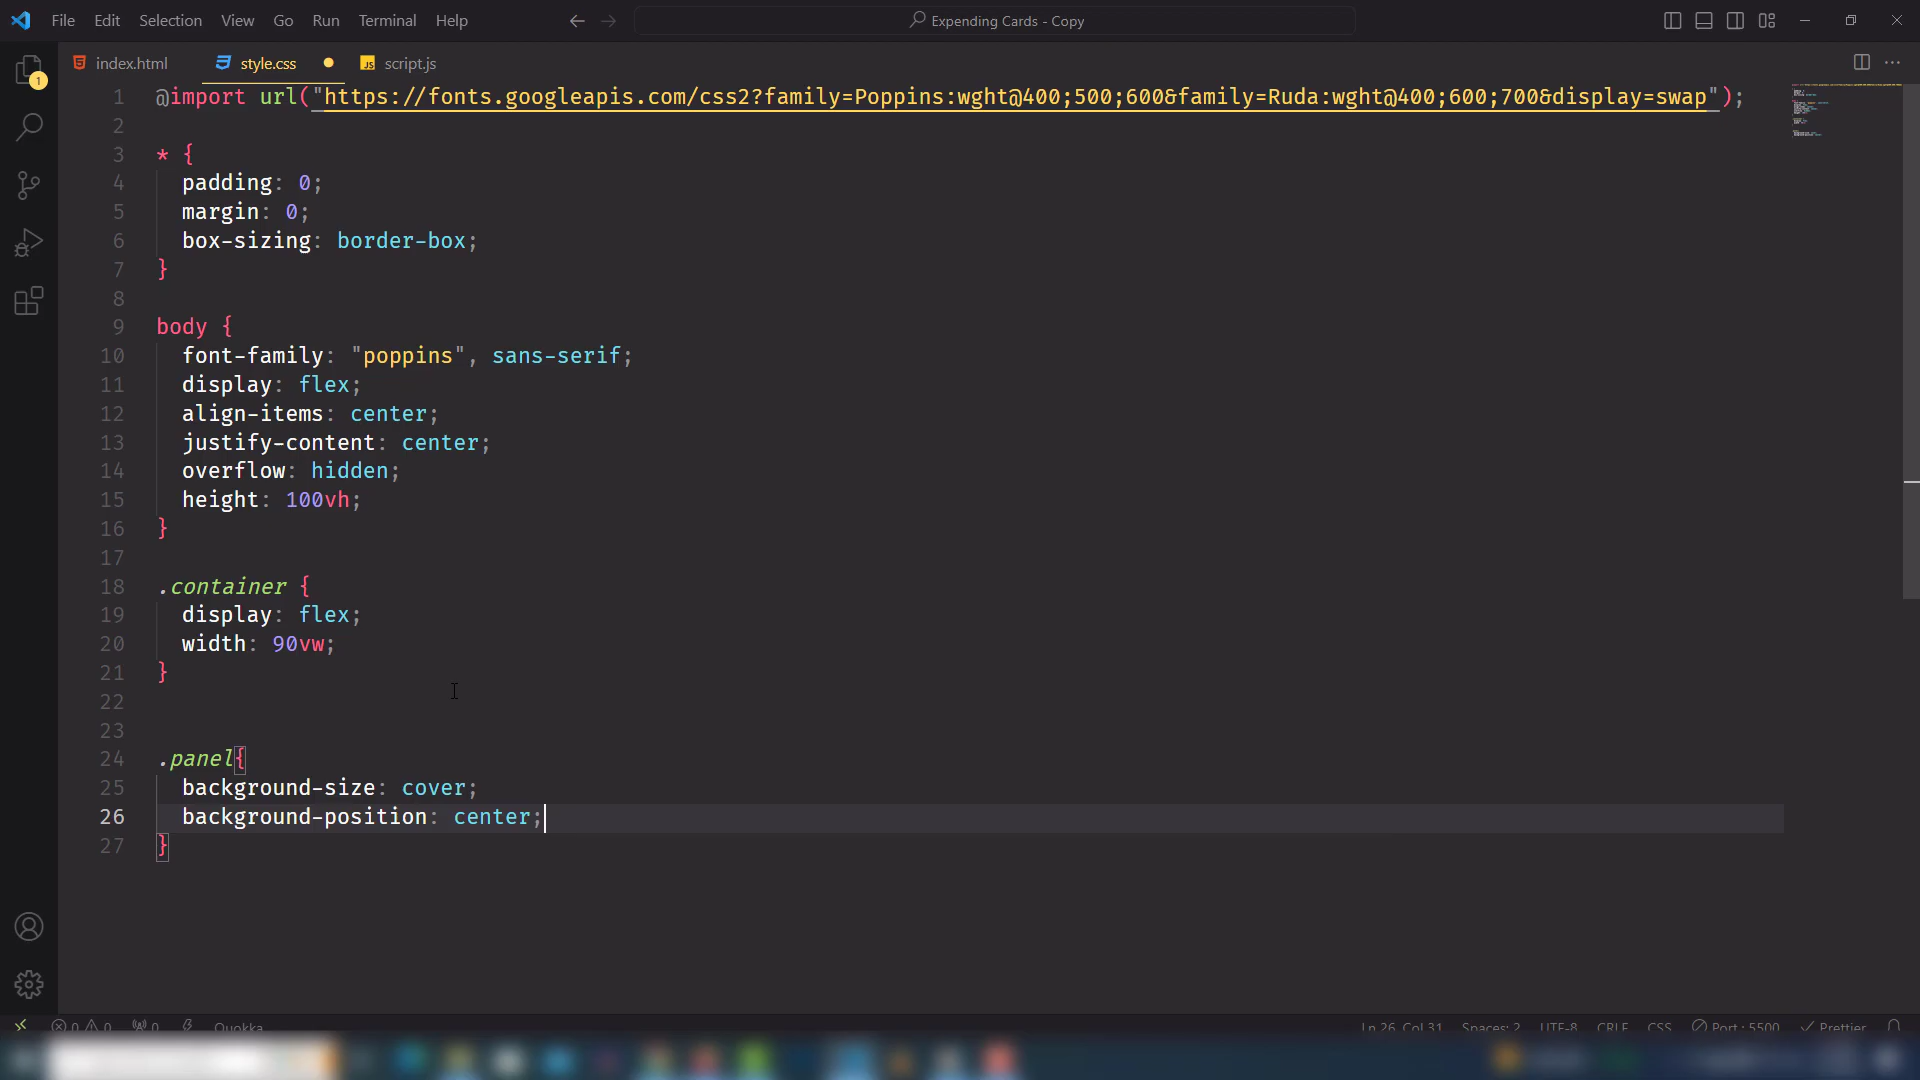 File Edit Selection View Go Run Terminal Help
Expending Cards - Copy
index.html style.css script.js
1
1 @import url("https://fonts.googleapis.com/css2?family=Poppins:wght@400;500;600&family=Ruda:wght@400;600;700&display=swap");
2
3 * {
4 padding: 0;
5 margin: 0;
6 box-sizing: border-box;
7 }
8
9 body {
10 font-family: "poppins", sans-serif;
11 display: flex;
12 align-items: center;
13 justify-content: center;
14 overflow: hidden;
15 height: 100vh;
16 }
17
18 .container {
19 display: flex;
20 width: 90vw;
21 }
22
23
24 .panel{
25 background-size: cover;
26 background-position: center;
27 }
0 0 0 Quokka Ln 26, Col 31 Spaces: 2 UTF-8 CRLF CSS Port : 5500 Prettier